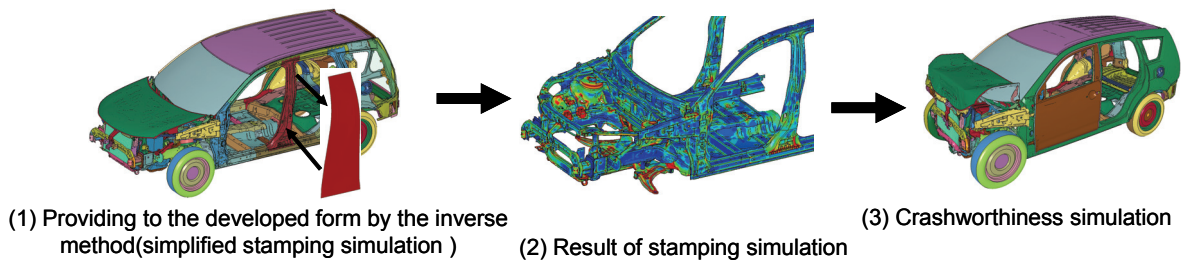 (1) Providing to the developed form by the inverse
method(simplified stamping simulation )
(2) Result of stamping simulation
(3) Crashworthiness simulation